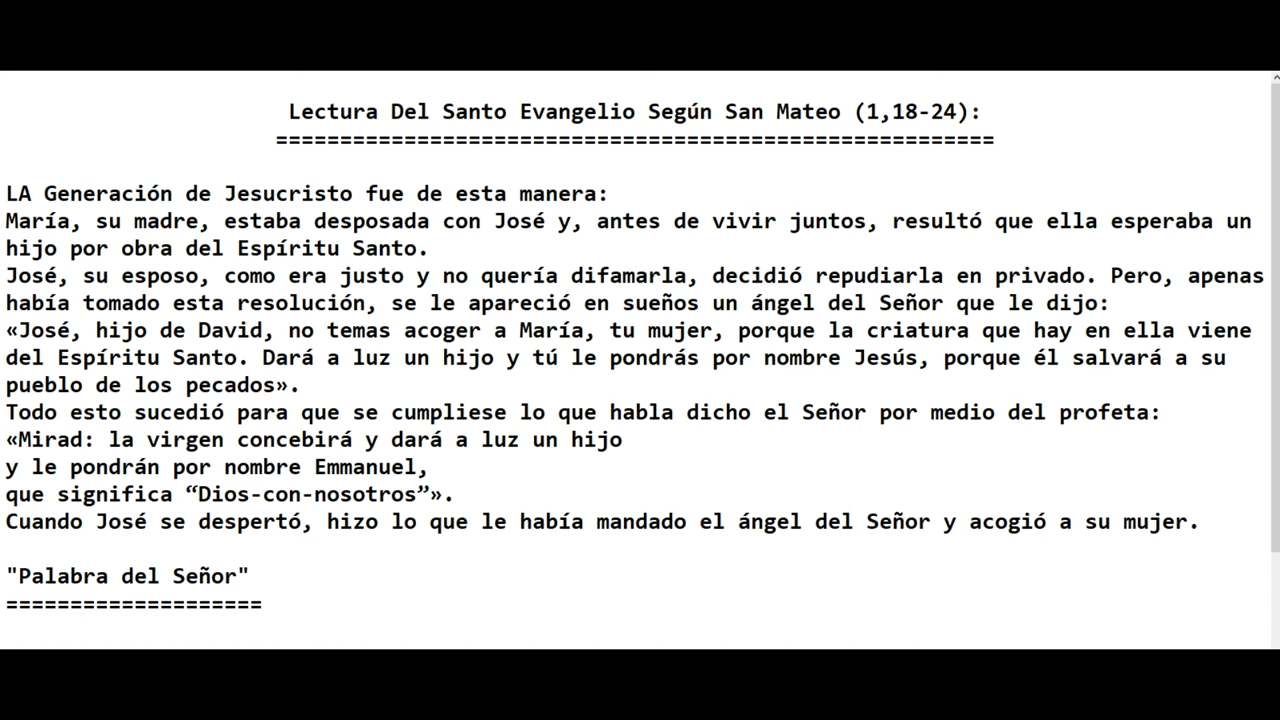 Lectura Del Santo Evangelio Según San Mateo (1,18-24):
========================================================
LA Generación de Jesucristo fue de esta manera:
María, su madre, estaba desposada con José y, antes de vivir juntos, resultó que ella esperaba un
hijo por obra del Espíritu Santo.
José, su esposo, como era justo y no quería difamarla, decidió repudiarla en privado. Pero, apenas
había tomado esta resolución, se le apareció en sueños un ángel del Señor que le dijo:
«José, hijo de David, no temas acoger a María, tu mujer, porque la criatura que hay en ella viene
del Espíritu Santo. Dará a luz un hijo y tú le pondrás por nombre Jesús, porque él salvará a su
pueblo de los pecados».
Todo esto sucedió para que se cumpliese lo que habla dicho el Señor por medio del profeta:
«Mirad: la virgen concebirá y dará a luz un hijo
y le pondrán por nombre Emmanuel,
que significa “Dios-con-nosotros”».
Cuando José se despertó, hizo lo que le había mandado el ángel del Señor y acogió a su mujer.
"Palabra del Señor"
====================